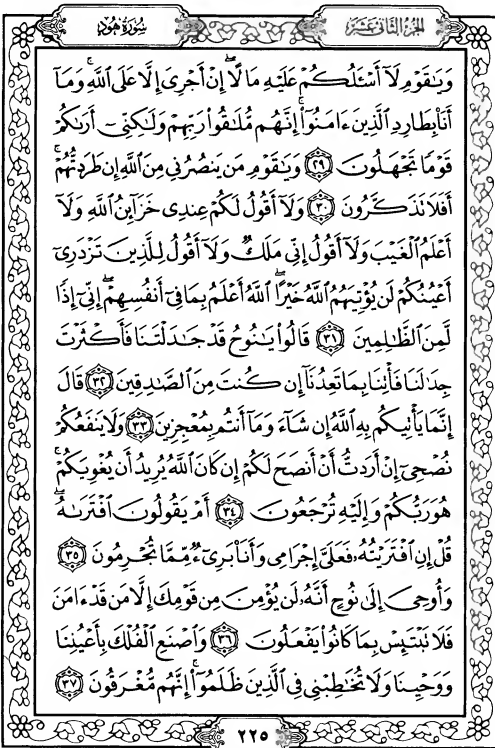 سورة هود
الجزء الثاني عشر
وَيَٰقَوْمِ لَآ أَسْـَٔلُكُمْ عَلَيْهِ مَالًا ۖ إِنْ أَجْرِىَ إِلَّا عَلَى ٱللَّهِ ۚ وَمَآ
أَنَا۠ بِطَارِدِ ٱلَّذِينَ ءَامَنُوٓا۟ ۚ إِنَّهُم مُّلَٰقُوا۟ رَبِّهِمْ وَلَٰكِنِّىٓ أَرَىٰكُمْ
قَوْمًا تَجْهَلُونَ ٢٩ وَيَٰقَوْمِ مَن يَنصُرُنِى مِنَ ٱللَّهِ إِن طَرَدتُّهُمْ ۚ
أَفَلَا تَذَكَّرُونَ ٣٠ وَلَآ أَقُولُ لَكُمْ عِندِى خَزَآئِنُ ٱللَّهِ وَلَآ
أَعْلَمُ ٱلْغَيْبَ وَلَآ أَقُولُ إِنِّى مَلَكٌ وَلَآ أَقُولُ لِلَّذِينَ تَزْدَرِىٓ
أَعْيُنُكُمْ لَن يُؤْتِيَهُمُ ٱللَّهُ خَيْرًا ۖ ٱللَّهُ أَعْلَمُ بِمَا فِىٓ أَنفُسِهِمْ ۖ إِنِّىٓ إِذًا
لَّمِنَ ٱلظَّٰلِمِينَ ٣١ قَالُوا۟ يَٰنُوحُ قَدْ جَٰدَلْتَنَا فَأَكْثَرْتَ
جِدَٰلَنَا فَأْتِنَا بِمَا تَعِدُنَآ إِن كُنتَ مِنَ ٱلصَّٰدِقِينَ ٣٢ قَالَ
إِنَّمَا يَأْتِيكُم بِهِ ٱللَّهُ إِن شَآءَ وَمَآ أَنتُم بِمُعْجِزِينَ ٣٣ وَلَا يَنفَعُكُمْ
نُصْحِىٓ إِنْ أَرَدتُّ أَنْ أَنصَحَ لَكُمْ إِن كَانَ ٱللَّهُ يُرِيدُ أَن يُغْوِيَكُمْ ۚ
هُوَ رَبُّكُمْ وَإِلَيْهِ تُرْجَعُونَ ٣٤ أَمْ يَقُولُونَ ٱفْتَرَىٰهُ ۖ
قُلْ إِنِ ٱفْتَرَيْتُهُۥ فَعَلَىَّ إِجْرَامِى وَأَنَا۠ بَرِىٓءٌ مِّمَّا تُجْرِمُونَ ٣٥
وَأُوحِىَ إِلَىٰ نُوحٍ أَنَّهُۥ لَن يُؤْمِنَ مِن قَوْمِكَ إِلَّا مَن قَدْ ءَامَنَ
فَلَا تَبْتَئِسْ بِمَا كَانُوا۟ يَفْعَلُونَ ٣٦ وَٱصْنَعِ ٱلْفُلْكَ بِأَعْيُنِنَا
وَوَحْيِنَا وَلَا تُخَٰطِبْنِى فِى ٱلَّذِينَ ظَلَمُوٓا۟ ۚ إِنَّهُم مُّغْرَقُونَ ٣٧
٢٢٥